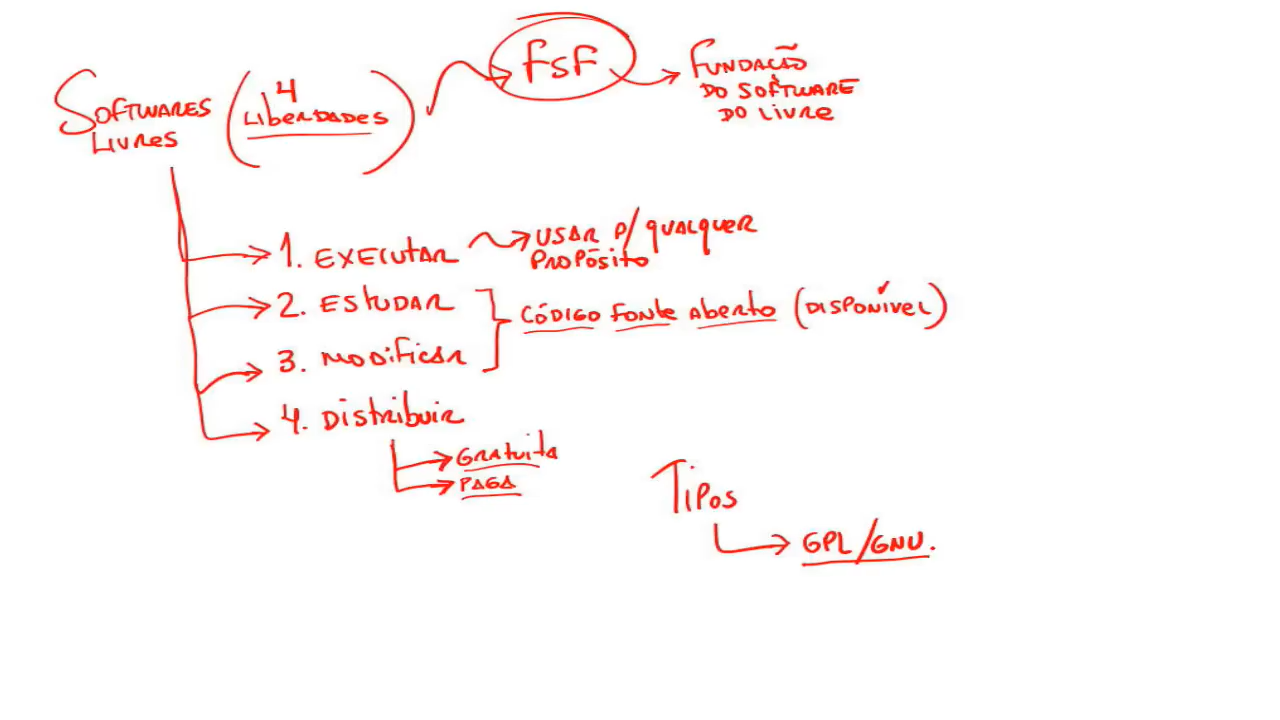 SOFTWARES
LIVRES
(4
LIBERDADES)
FSF
FUNDAÇÃO
DO SOFTWARE
DO LIVRE
1. EXECUTAR
USAR P/ QUALQUER
PROPÓSITO
2. ESTUDAR
3. MODIFICAR
CÓDIGO FONTE ABERTO (DISPONÍVEL)
4. DISTRIBUIR
GRATUITA
PAGA
TIPOS
GPL/GNU.